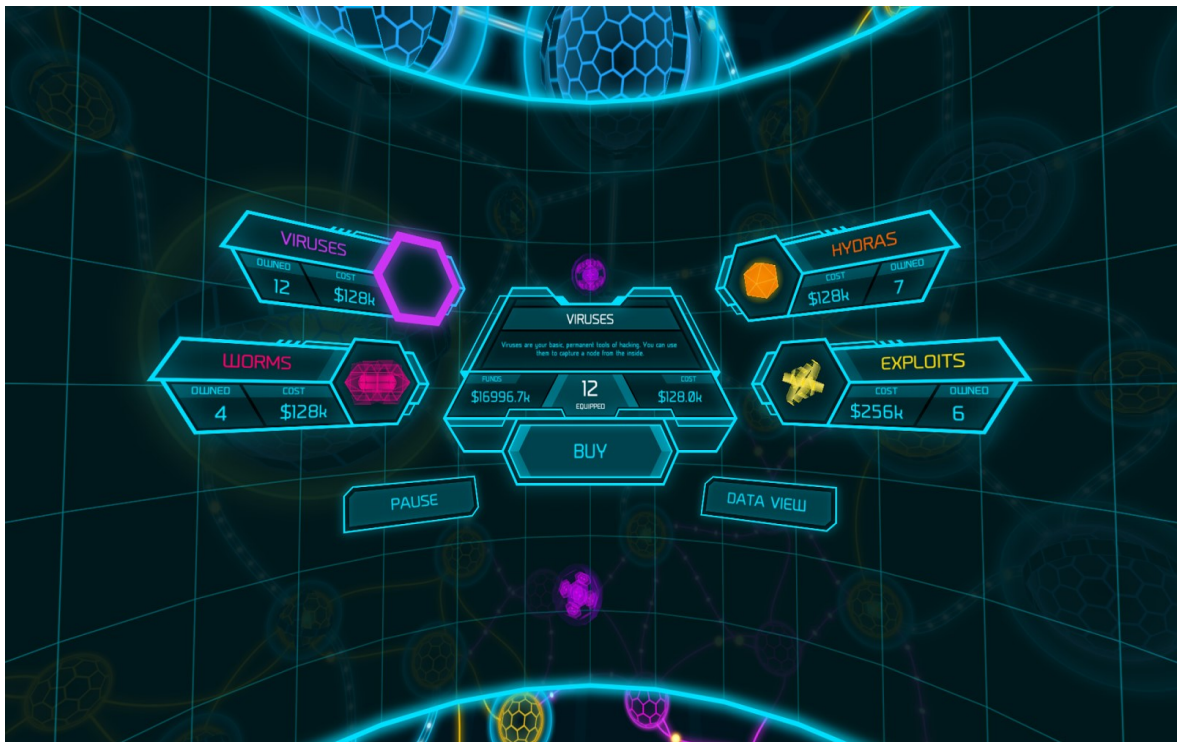 VIRUSES
OWNED
12
COST
$128k
HYDRAS
COST
$128k
OWNED
7
WORMS
OWNED
4
COST
$128k
VIRUSES
Viruses are your basic, permanent tools of hacking. You can use
them to capture a node from the inside.
FUNDS
$16996.7k
12
EQUIPPED
COST
$128.0k
BUY
EXPLOITS
COST
$256k
OWNED
6
PAUSE
DATA VIEW